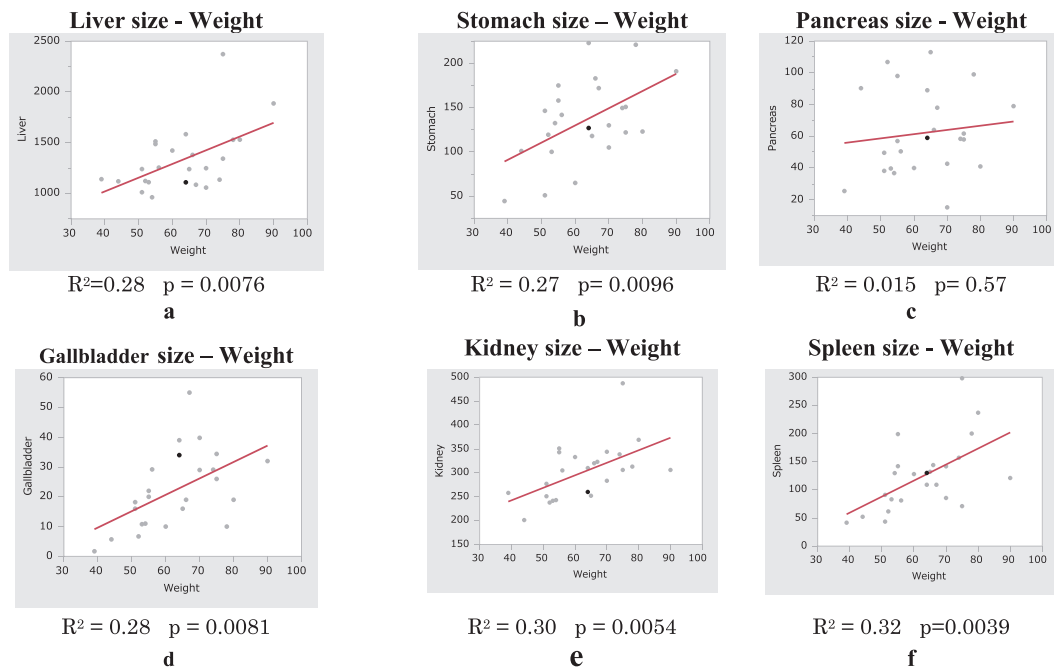 Liver size - Weight
2500
2000
1500
1000
Liver
30 40 50 60 70 80 90 100
Weight
R²=0.28 p = 0.0076
a
Stomach size – Weight
200
150
100
50
Stomach
30 40 50 60 70 80 90 100
Weight
R² = 0.27 p= 0.0096
b
Pancreas size - Weight
120
100
80
60
40
20
Pancreas
30 40 50 60 70 80 90 100
Weight
R² = 0.015 p= 0.57
c
Gallbladder size – Weight
60
50
40
30
20
10
0
Gallbladder
30 40 50 60 70 80 90 100
Weight
R² = 0.28 p = 0.0081
d
Kidney size – Weight
500
450
400
350
300
250
200
150
Kidney
30 40 50 60 70 80 90 100
Weight
R² = 0.30 p = 0.0054
e
Spleen size - Weight
300
250
200
150
100
50
0
Spleen
30 40 50 60 70 80 90 100
Weight
R² = 0.32 p=0.0039
f